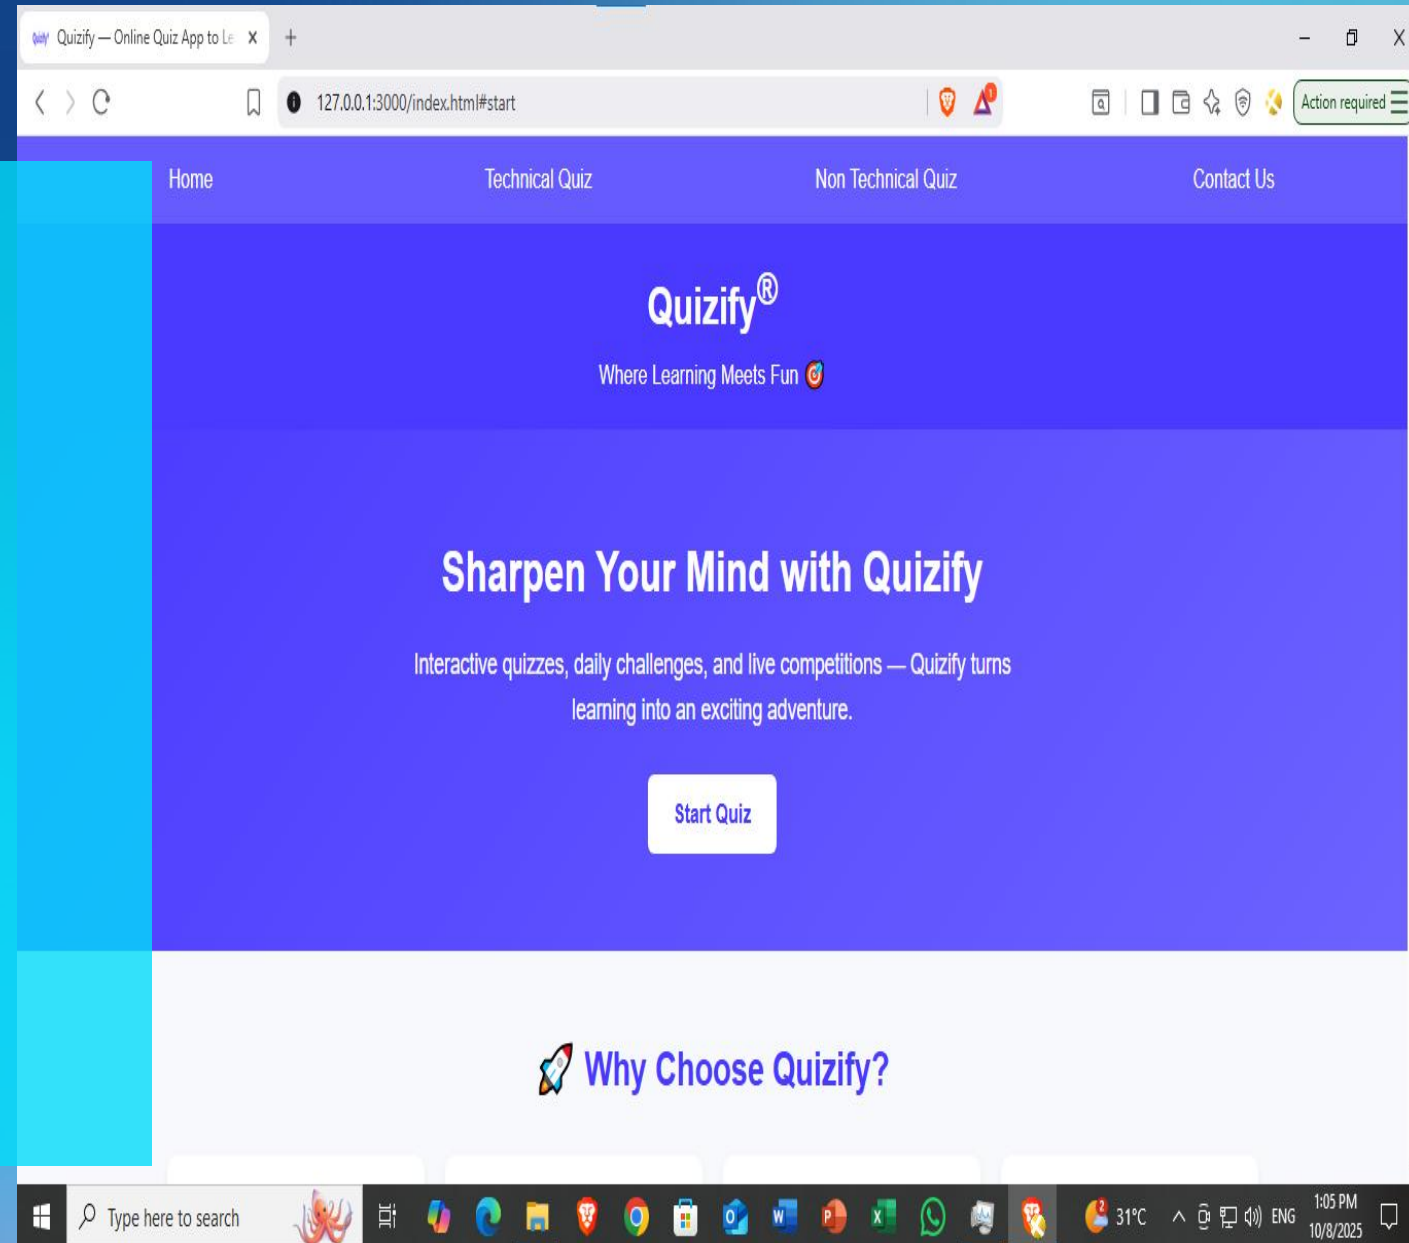 Quizify — Online Quiz App to Le
127.0.0.1:3000/index.html#start
1
Action required
Home
Technical Quiz
Non Technical Quiz
Contact Us
Quizify®
Where Learning Meets Fun 🎯
Sharpen Your Mind with Quizify
Interactive quizzes, daily challenges, and live competitions — Quizify turns
learning into an exciting adventure.
Start Quiz
🚀 Why Choose Quizify?
Type here to search
2
31°C
ENG
1:05 PM
10/8/2025